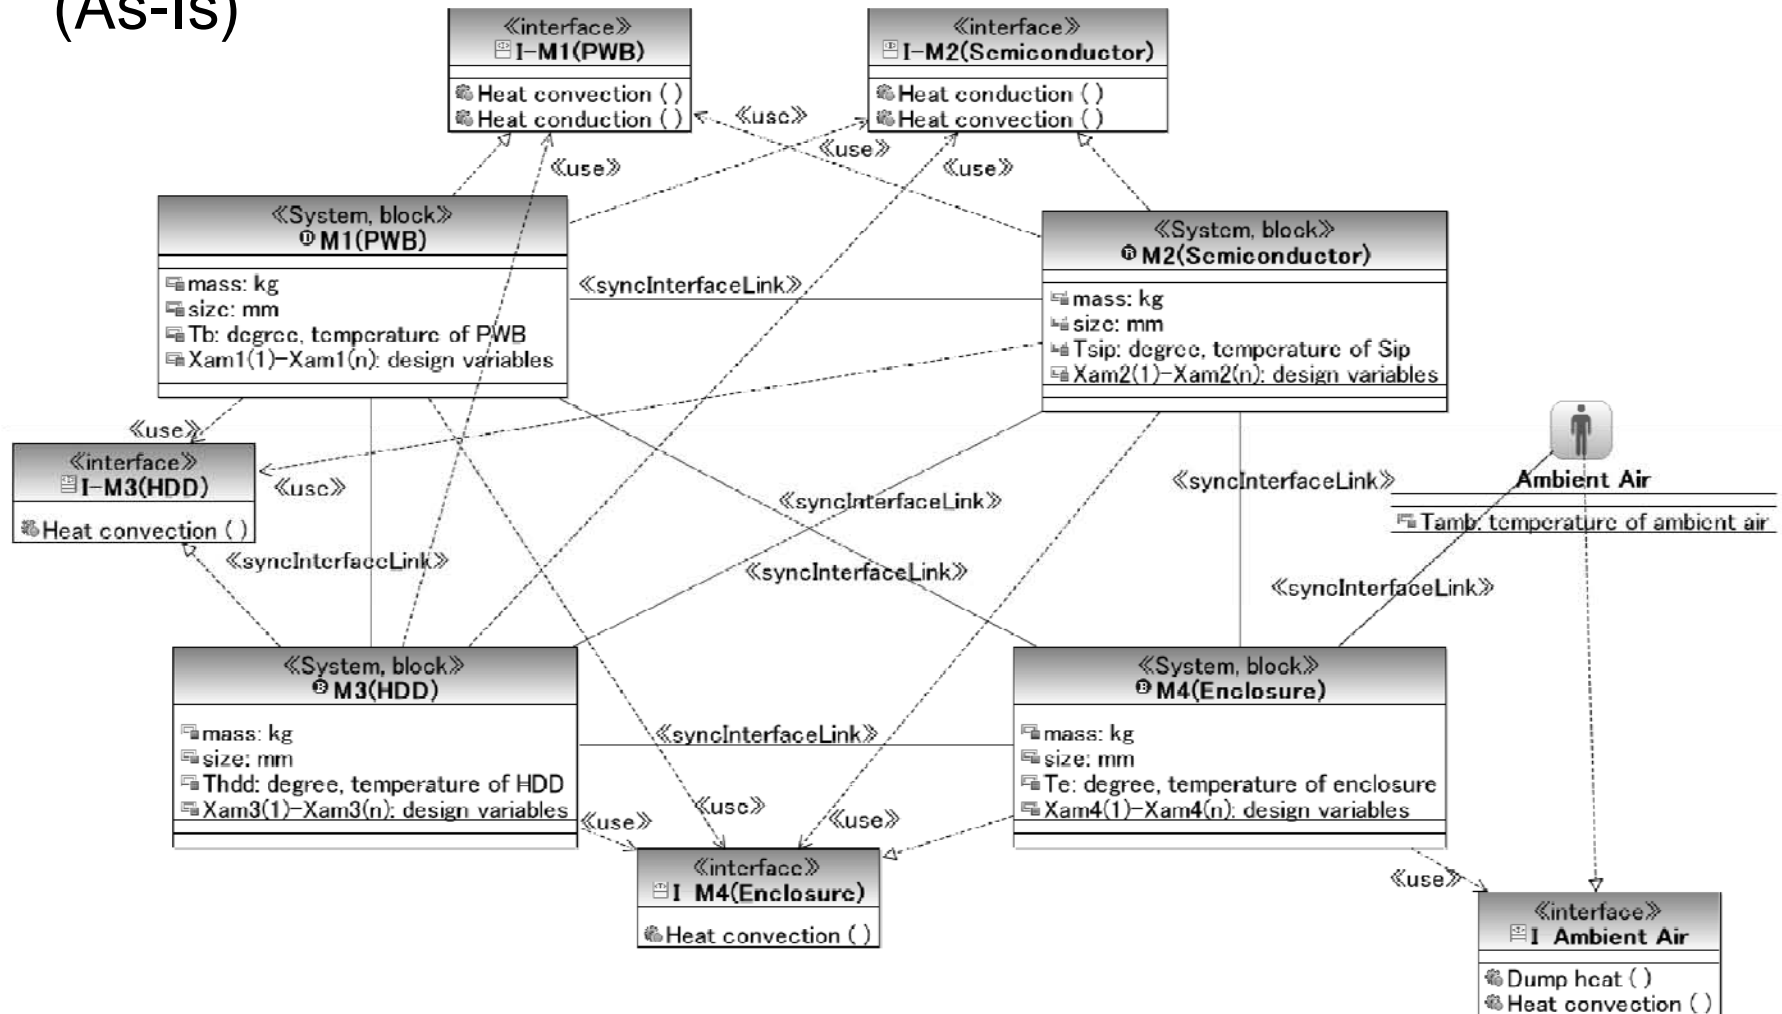 (As-Is)
≪interface≫
I-M1(PWB)
Heat convection ( )
Heat conduction ( )
≪interface≫
I-M2(Semiconductor)
Heat conduction ( )
Heat convection ( )
≪use≫
≪use≫
≪use≫
≪use≫
≪System, block≫
M1(PWB)
mass: kg
size: mm
Tb: degree, temperature of PWB
Xam1(1)-Xam1(n): design variables
≪syncInterfaceLink≫
≪System, block≫
M2(Semiconductor)
mass: kg
size: mm
Tsip: degree, temperature of Sip
Xam2(1)-Xam2(n): design variables
≪use≫
≪interface≫
I-M3(HDD)
Heat convection ( )
≪use≫
≪syncInterfaceLink≫
≪syncInterfaceLink≫
Ambient Air
Tamb: temperature of ambient air
≪syncInterfaceLink≫
≪syncInterfaceLink≫
≪syncInterfaceLink≫
≪System, block≫
M3(HDD)
mass: kg
size: mm
Thdd: degree, temperature of HDD
Xam3(1)-Xam3(n): design variables
≪syncInterfaceLink≫
≪System, block≫
M4(Enclosure)
mass: kg
size: mm
Te: degree, temperature of enclosure
Xam4(1)-Xam4(n): design variables
≪use≫
≪use≫
≪use≫
≪interface≫
I M4(Enclosure)
Heat convection ( )
≪use≫
≪interface≫
I Ambient Air
Dump heat ( )
Heat convection ( )